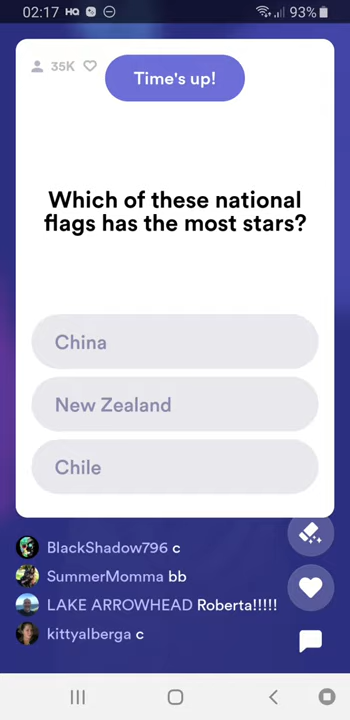 02:17 HQ 93%
35K Time's up!
Which of these national
flags has the most stars?
China
New Zealand
Chile
BlackShadow796 c
SummerMomma bb
LAKE ARROWHEAD Roberta!!!!!
kittyalberga c